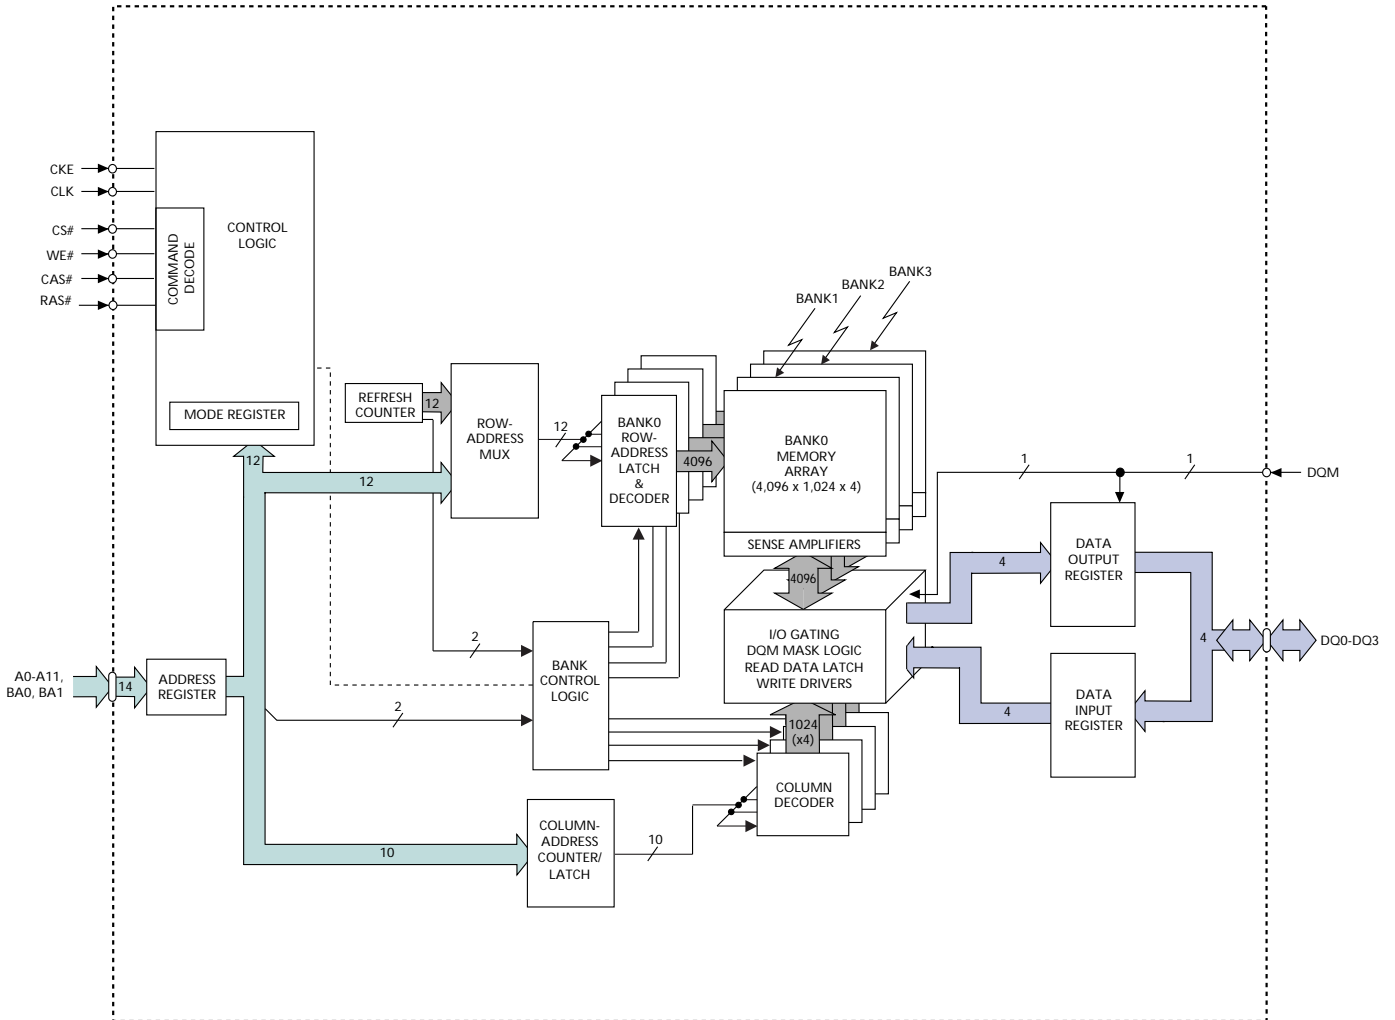 CKE
CLK
CS#
WE#
CAS#
RAS#
COMMAND
DECODE
CONTROL
LOGIC
MODE REGISTER
12
12
REFRESH
COUNTER
12
ROW-
ADDRESS
MUX
12
BANK0
ROW-
ADDRESS
LATCH
&
DECODER
4096
BANK1
BANK2
BANK3
BANK0
MEMORY
ARRAY
(4,096 x 1,024 x 4)
SENSE AMPLIFIERS
4096
I/O GATING
DQM MASK LOGIC
READ DATA LATCH
WRITE DRIVERS
1024
(x4)
COLUMN
DECODER
2
2
BANK
CONTROL
LOGIC
A0-A11,
BA0, BA1
14
ADDRESS
REGISTER
10
COLUMN-
ADDRESS
COUNTER/
LATCH
10
1
1
DQM
DATA
OUTPUT
REGISTER
4
4
DQ0-DQ3
DATA
INPUT
REGISTER
4